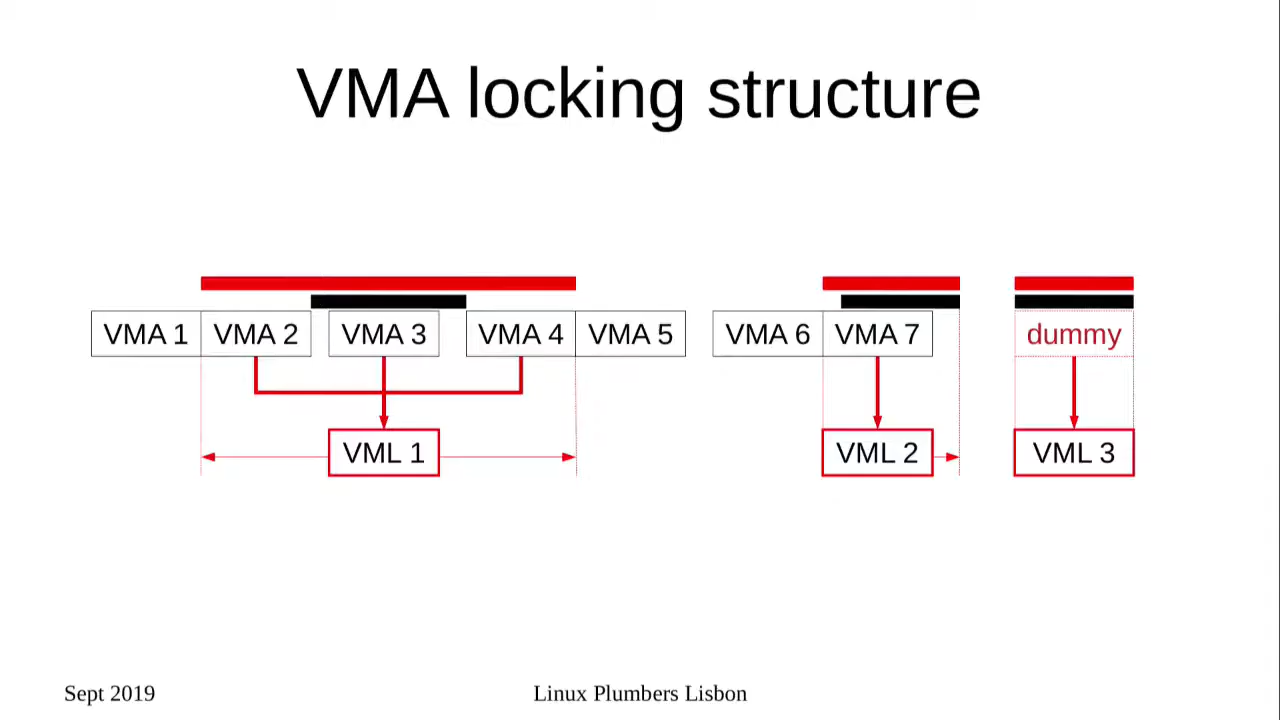 VMA locking structure
VMA 1 VMA 2 VMA 3 VMA 4 VMA 5 VMA 6 VMA 7 dummy
VML 1 VML 2 VML 3
Sept 2019 Linux Plumbers Lisbon